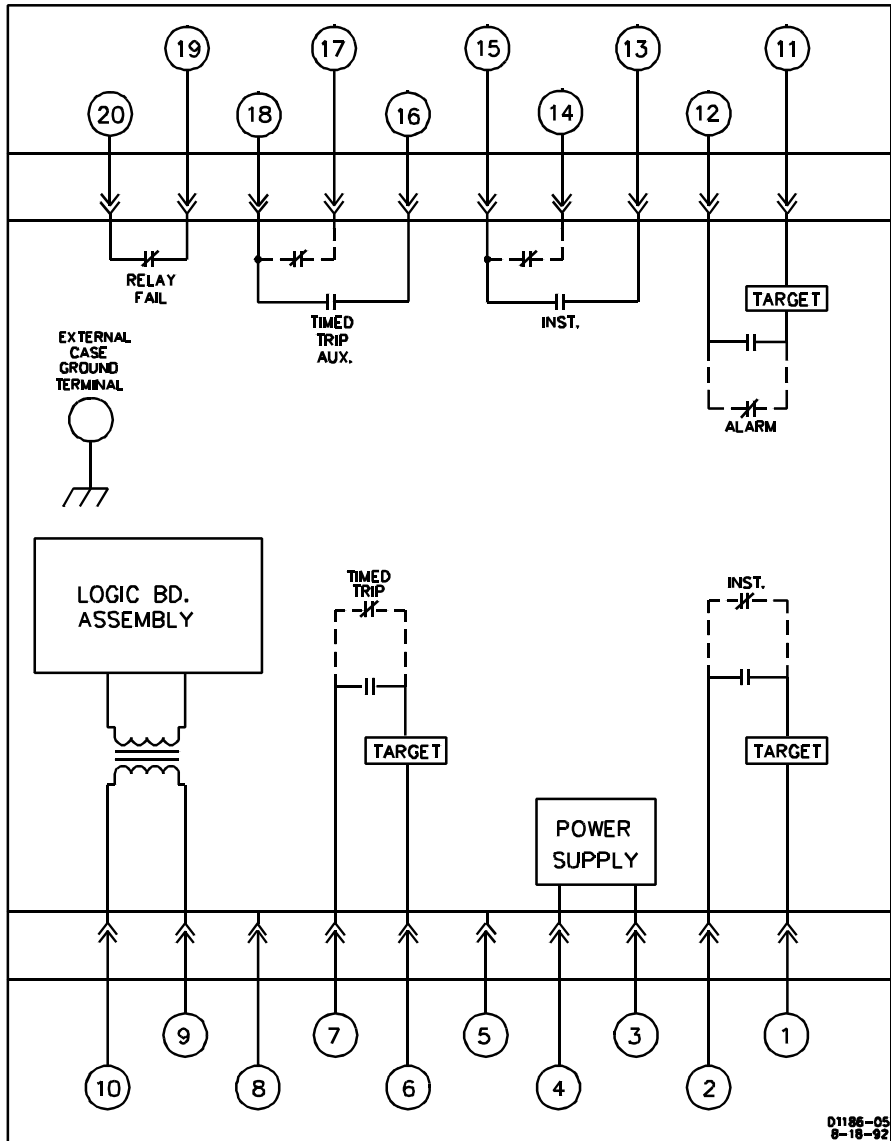 19
17
15
13
11
20
18
16
14
12
RELAY
FAIL
TIMED
TRIP
AUX.
INST.
TARGET
ALARM
EXTERNAL
CASE
GROUND
TERMINAL
LOGIC BD.
ASSEMBLY
TIMED
TRIP
INST.
TARGET
TARGET
POWER
SUPPLY
9
7
5
3
1
10
8
6
4
2
D1186-05
8-18-92